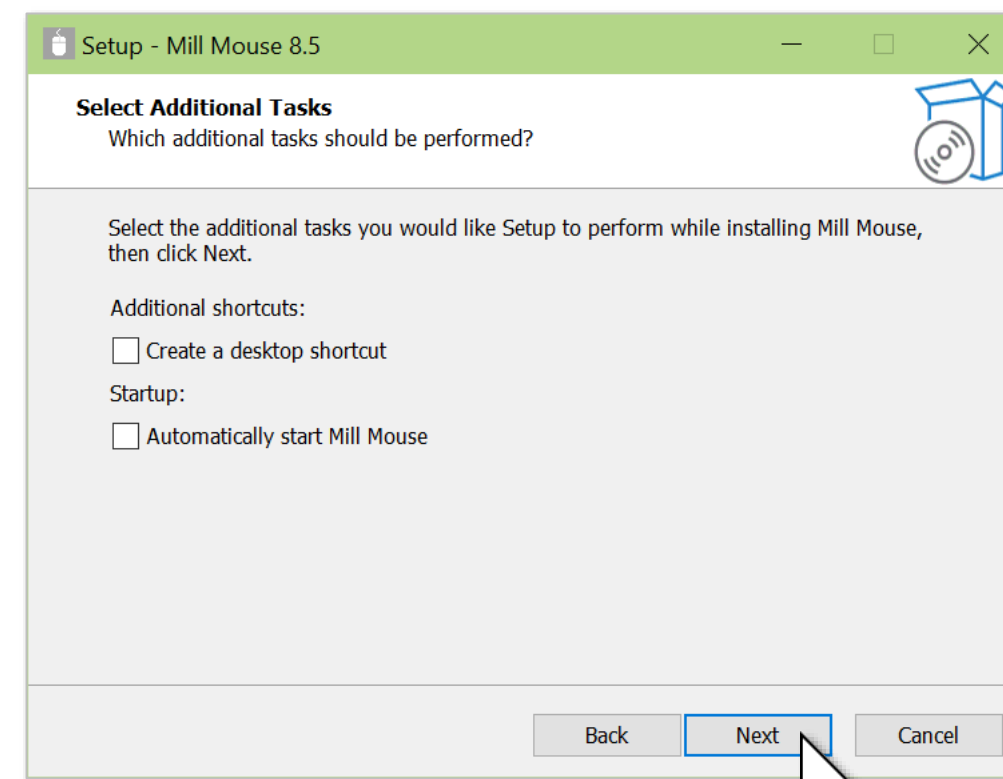 Setup - Mill Mouse 8.5
Select Additional Tasks
Which additional tasks should be performed?
Select the additional tasks you would like Setup to perform while installing Mill Mouse,
then click Next.
Additional shortcuts:
Create a desktop shortcut
Startup:
Automatically start Mill Mouse
Back Next Cancel